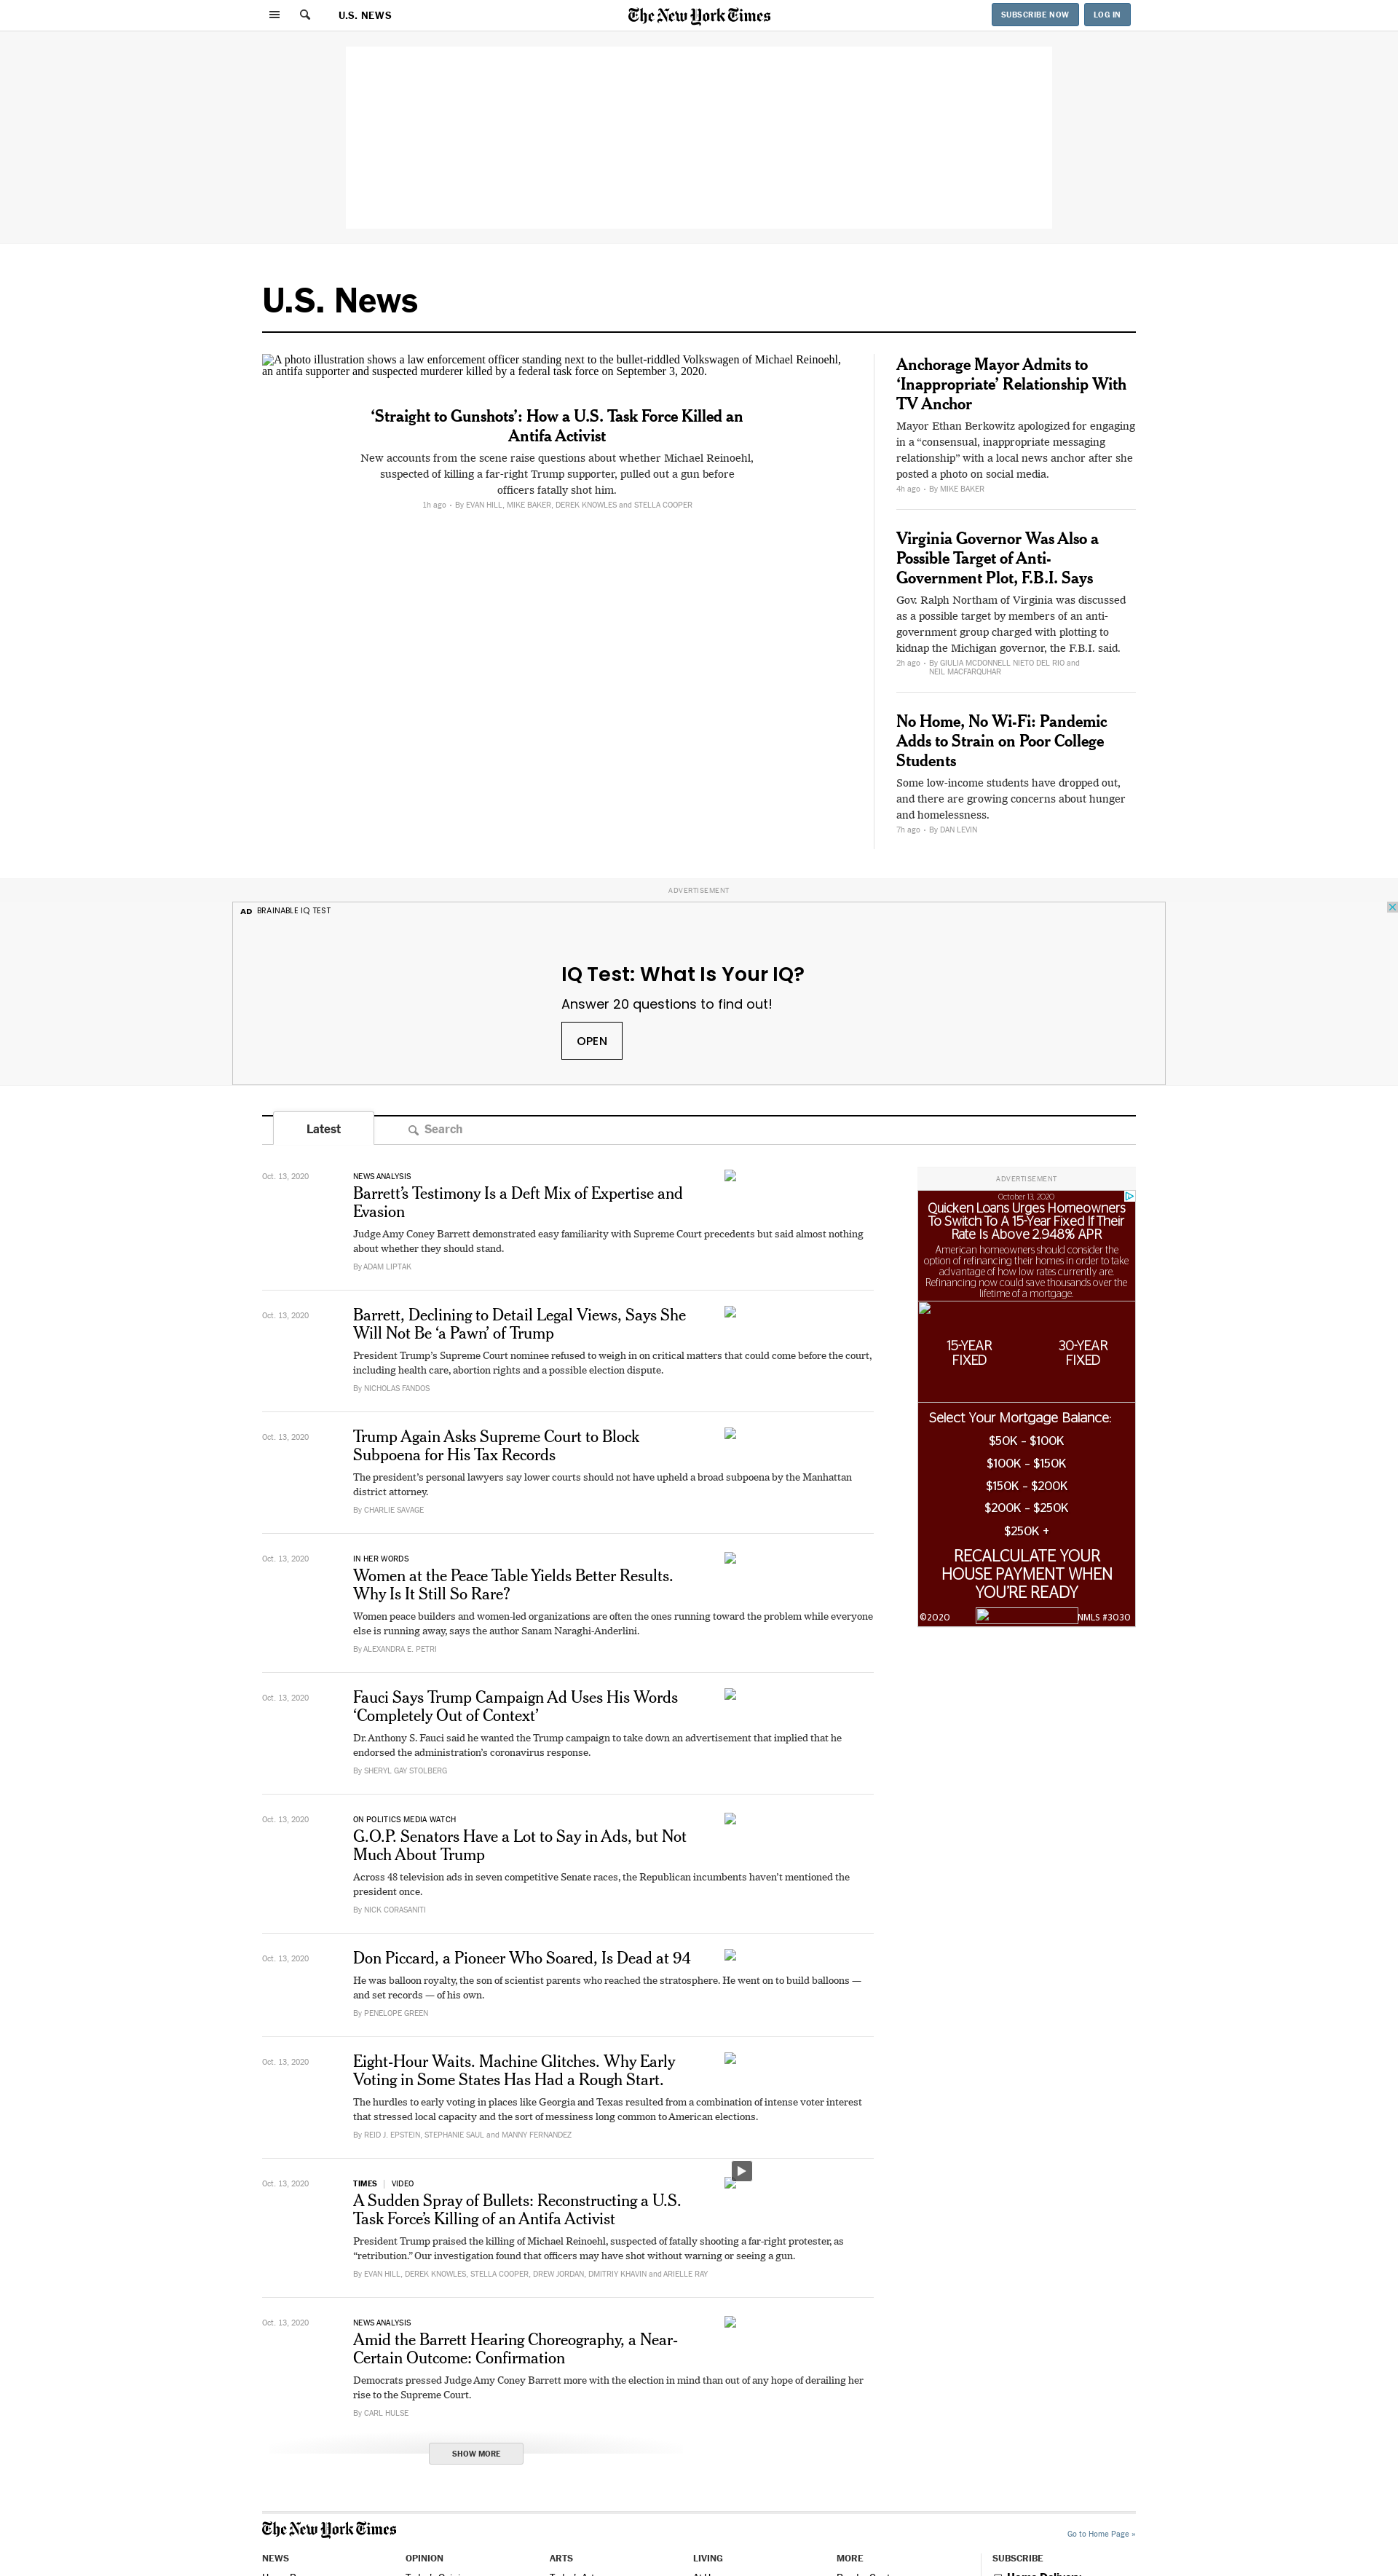 U.S. NEWS
The New York Times
SUBSCRIBE NOW
LOG IN
U.S. News
A photo illustration shows a law enforcement officer standing next to the bullet-riddled Volkswagen of Michael Reinoehl,
an antifa supporter and suspected murderer killed by a federal task force on September 3, 2020.
‘Straight to Gunshots’: How a U.S. Task Force Killed an
Antifa Activist
New accounts from the scene raise questions about whether Michael Reinoehl,
suspected of killing a far-right Trump supporter, pulled out a gun before
officers fatally shot him.
1h ago • By EVAN HILL, MIKE BAKER, DEREK KNOWLES and STELLA COOPER
Anchorage Mayor Admits to
‘Inappropriate’ Relationship With
TV Anchor
Mayor Ethan Berkowitz apologized for engaging
in a “consensual, inappropriate messaging
relationship” with a local news anchor after she
posted a photo on social media.
4h ago • By MIKE BAKER
Virginia Governor Was Also a
Possible Target of Anti-
Government Plot, F.B.I. Says
Gov. Ralph Northam of Virginia was discussed
as a possible target by members of an anti-
government group charged with plotting to
kidnap the Michigan governor, the F.B.I. said.
2h ago • By GIULIA MCDONNELL NIETO DEL RIO and
NEIL MACFARQUHAR
No Home, No Wi-Fi: Pandemic
Adds to Strain on Poor College
Students
Some low-income students have dropped out,
and there are growing concerns about hunger
and homelessness.
7h ago • By DAN LEVIN
ADVERTISEMENT
AD BRAINABLE IQ TEST
IQ Test: What Is Your IQ?
Answer 20 questions to find out!
OPEN
Latest
Search
Oct. 13, 2020
NEWS ANALYSIS
Barrett’s Testimony Is a Deft Mix of Expertise and
Evasion
Judge Amy Coney Barrett demonstrated easy familiarity with Supreme Court precedents but said almost nothing
about whether they should stand.
By ADAM LIPTAK
Oct. 13, 2020
Barrett, Declining to Detail Legal Views, Says She
Will Not Be ‘a Pawn’ of Trump
President Trump’s Supreme Court nominee refused to weigh in on critical matters that could come before the court,
including health care, abortion rights and a possible election dispute.
By NICHOLAS FANDOS
Oct. 13, 2020
Trump Again Asks Supreme Court to Block
Subpoena for His Tax Records
The president’s personal lawyers say lower courts should not have upheld a broad subpoena by the Manhattan
district attorney.
By CHARLIE SAVAGE
Oct. 13, 2020
IN HER WORDS
Women at the Peace Table Yields Better Results.
Why Is It Still So Rare?
Women peace builders and women-led organizations are often the ones running toward the problem while everyone
else is running away, says the author Sanam Naraghi-Anderlini.
By ALEXANDRA E. PETRI
Oct. 13, 2020
Fauci Says Trump Campaign Ad Uses His Words
‘Completely Out of Context’
Dr. Anthony S. Fauci said he wanted the Trump campaign to take down an advertisement that implied that he
endorsed the administration’s coronavirus response.
By SHERYL GAY STOLBERG
Oct. 13, 2020
ON POLITICS MEDIA WATCH
G.O.P. Senators Have a Lot to Say in Ads, but Not
Much About Trump
Across 48 television ads in seven competitive Senate races, the Republican incumbents haven’t mentioned the
president once.
By NICK CORASANITI
Oct. 13, 2020
Don Piccard, a Pioneer Who Soared, Is Dead at 94
He was balloon royalty, the son of scientist parents who reached the stratosphere. He went on to build balloons —
and set records — of his own.
By PENELOPE GREEN
Oct. 13, 2020
Eight-Hour Waits. Machine Glitches. Why Early
Voting in Some States Has Had a Rough Start.
The hurdles to early voting in places like Georgia and Texas resulted from a combination of intense voter interest
that stressed local capacity and the sort of messiness long common to American elections.
By REID J. EPSTEIN, STEPHANIE SAUL and MANNY FERNANDEZ
Oct. 13, 2020
TIMES | VIDEO
A Sudden Spray of Bullets: Reconstructing a U.S.
Task Force’s Killing of an Antifa Activist
President Trump praised the killing of Michael Reinoehl, suspected of fatally shooting a far-right protester, as
“retribution.” Our investigation found that officers may have shot without warning or seeing a gun.
By EVAN HILL, DEREK KNOWLES, STELLA COOPER, DREW JORDAN, DMITRIY KHAVIN and ARIELLE RAY
Oct. 13, 2020
NEWS ANALYSIS
Amid the Barrett Hearing Choreography, a Near-
Certain Outcome: Confirmation
Democrats pressed Judge Amy Coney Barrett more with the election in mind than out of any hope of derailing her
rise to the Supreme Court.
By CARL HULSE
SHOW MORE
ADVERTISEMENT
October 13, 2020
Quicken Loans Urges Homeowners
To Switch To A 15-Year Fixed If Their
Rate Is Above 2.948% APR
American homeowners should consider the
option of refinancing their homes in order to take
advantage of how low rates currently are.
Refinancing now could save thousands over the
lifetime of a mortgage.
15-YEAR
FIXED
30-YEAR
FIXED
Select Your Mortgage Balance:
$50K - $100K
$100K - $150K
$150K - $200K
$200K - $250K
$250K +
RECALCULATE YOUR
HOUSE PAYMENT WHEN
YOU’RE READY
©2020
NMLS #3030
The New York Times
Go to Home Page »
NEWS
OPINION
ARTS
LIVING
MORE
SUBSCRIBE